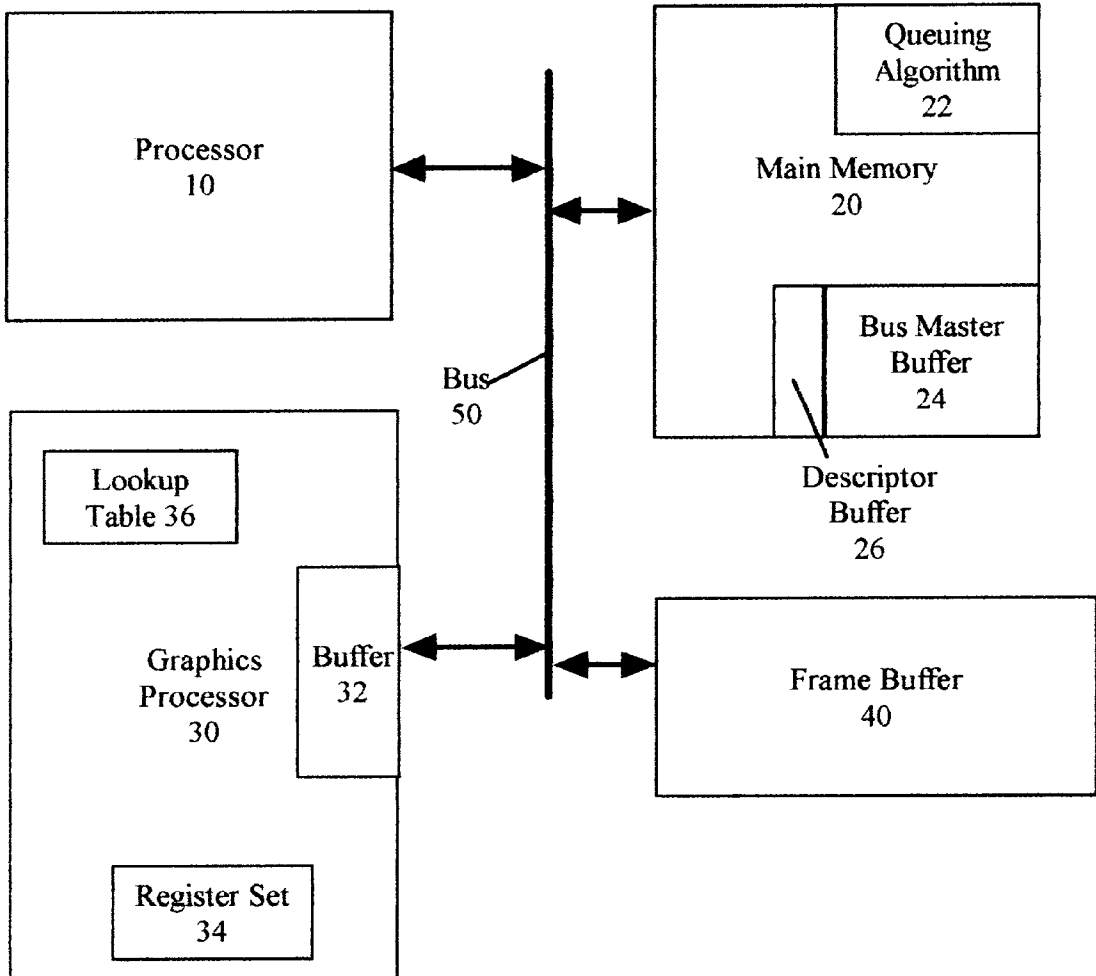 Processor
10
Queuing
Algorithm
22
Main Memory
20
Bus Master
Buffer
24
Bus
50
Descriptor
Buffer
26
Lookup
Table 36
Graphics
Processor
30
Buffer
32
Register Set
34
Frame Buffer
40